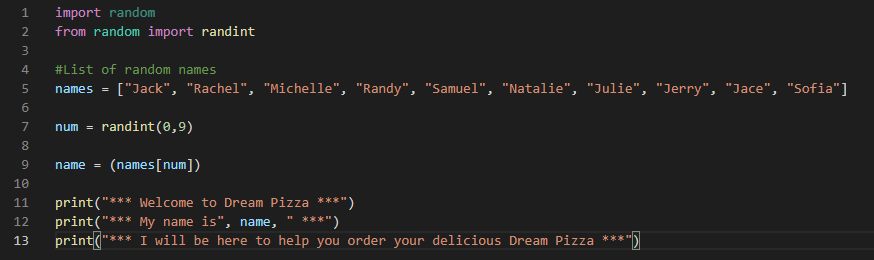 1 import random
2 from random import randint
3
4 #List of random names
5 names = ["Jack", "Rachel", "Michelle", "Randy", "Samuel", "Natalie", "Julie", "Jerry", "Jace", "Sofia"]
6
7 num = randint(0,9)
8
9 name = (names[num])
10
11 print("*** Welcome to Dream Pizza ***")
12 print("*** My name is", name, " ***")
13 print("*** I will be here to help you order your delicious Dream Pizza ***")